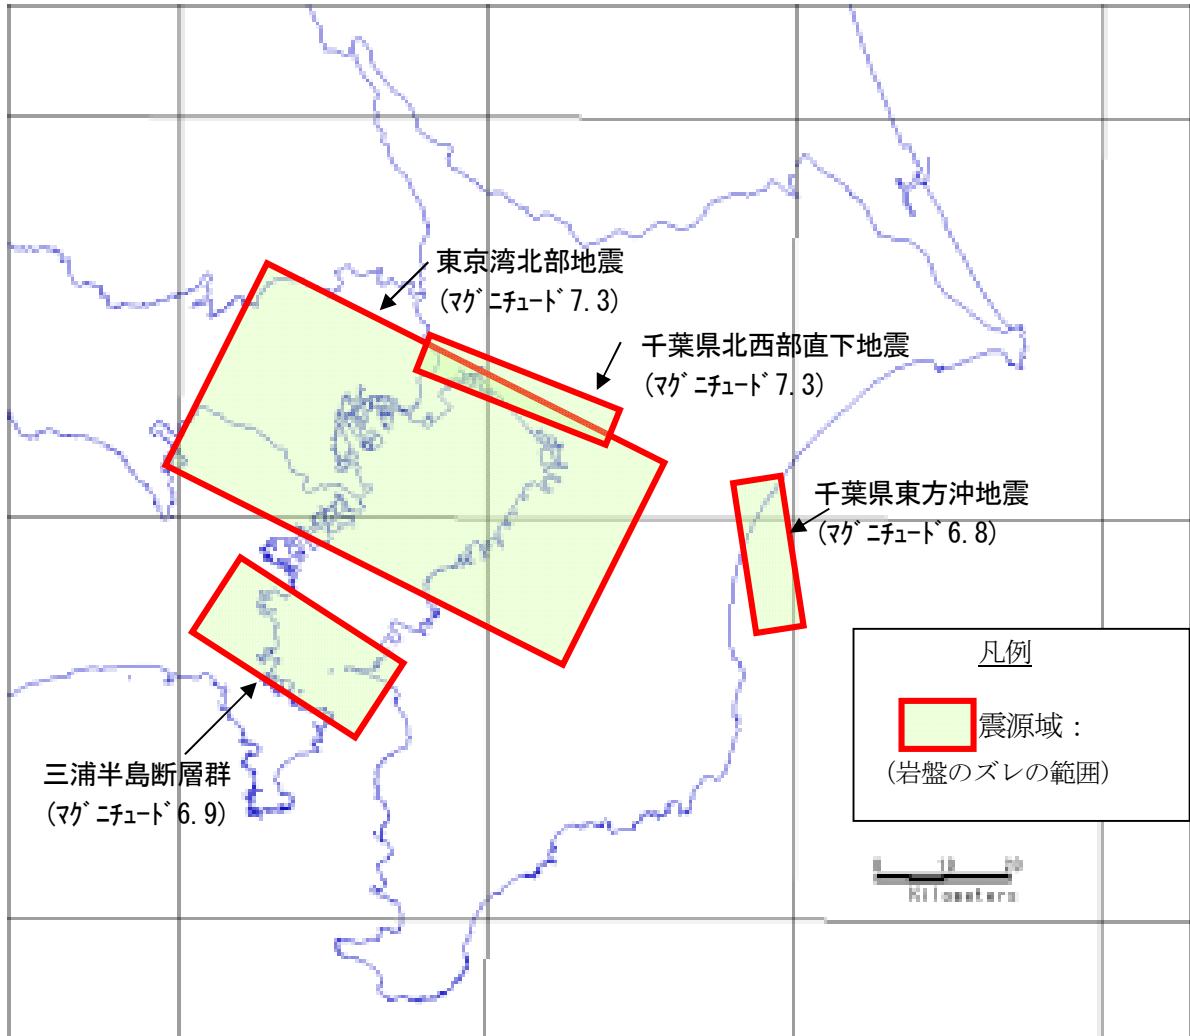 東京湾北部地震
(ﾏｸﾞﾆﾁｭｰﾄﾞ7.3)
千葉県北西部直下地震
(ﾏｸﾞﾆﾁｭｰﾄﾞ7.3)
千葉県東方沖地震
(ﾏｸﾞﾆﾁｭｰﾄﾞ6.8)
三浦半島断層群
(ﾏｸﾞﾆﾁｭｰﾄﾞ6.9)
凡例
震源域：
(岩盤のズレの範囲)
0 10 20
Kilometers